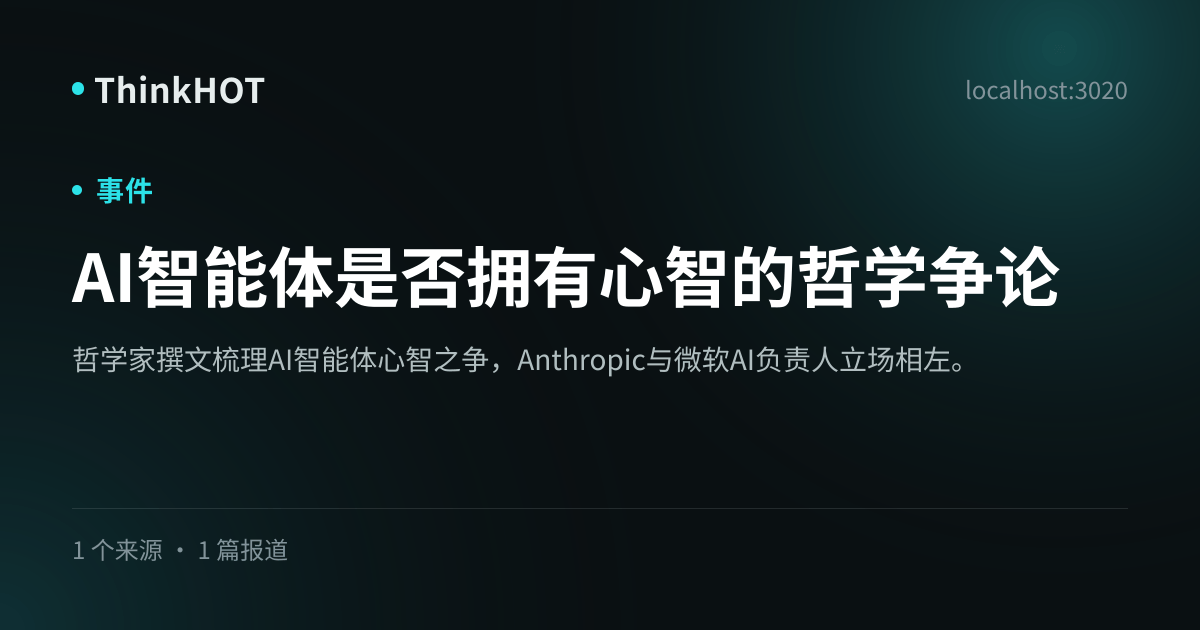 ThinkHOT
localhost:3020
事件
AI智能体是否拥有心智的哲学争论
哲学家撰文梳理AI智能体心智之争，Anthropic与微软AI负责人立场相左。
1 个来源 · 1 篇报道